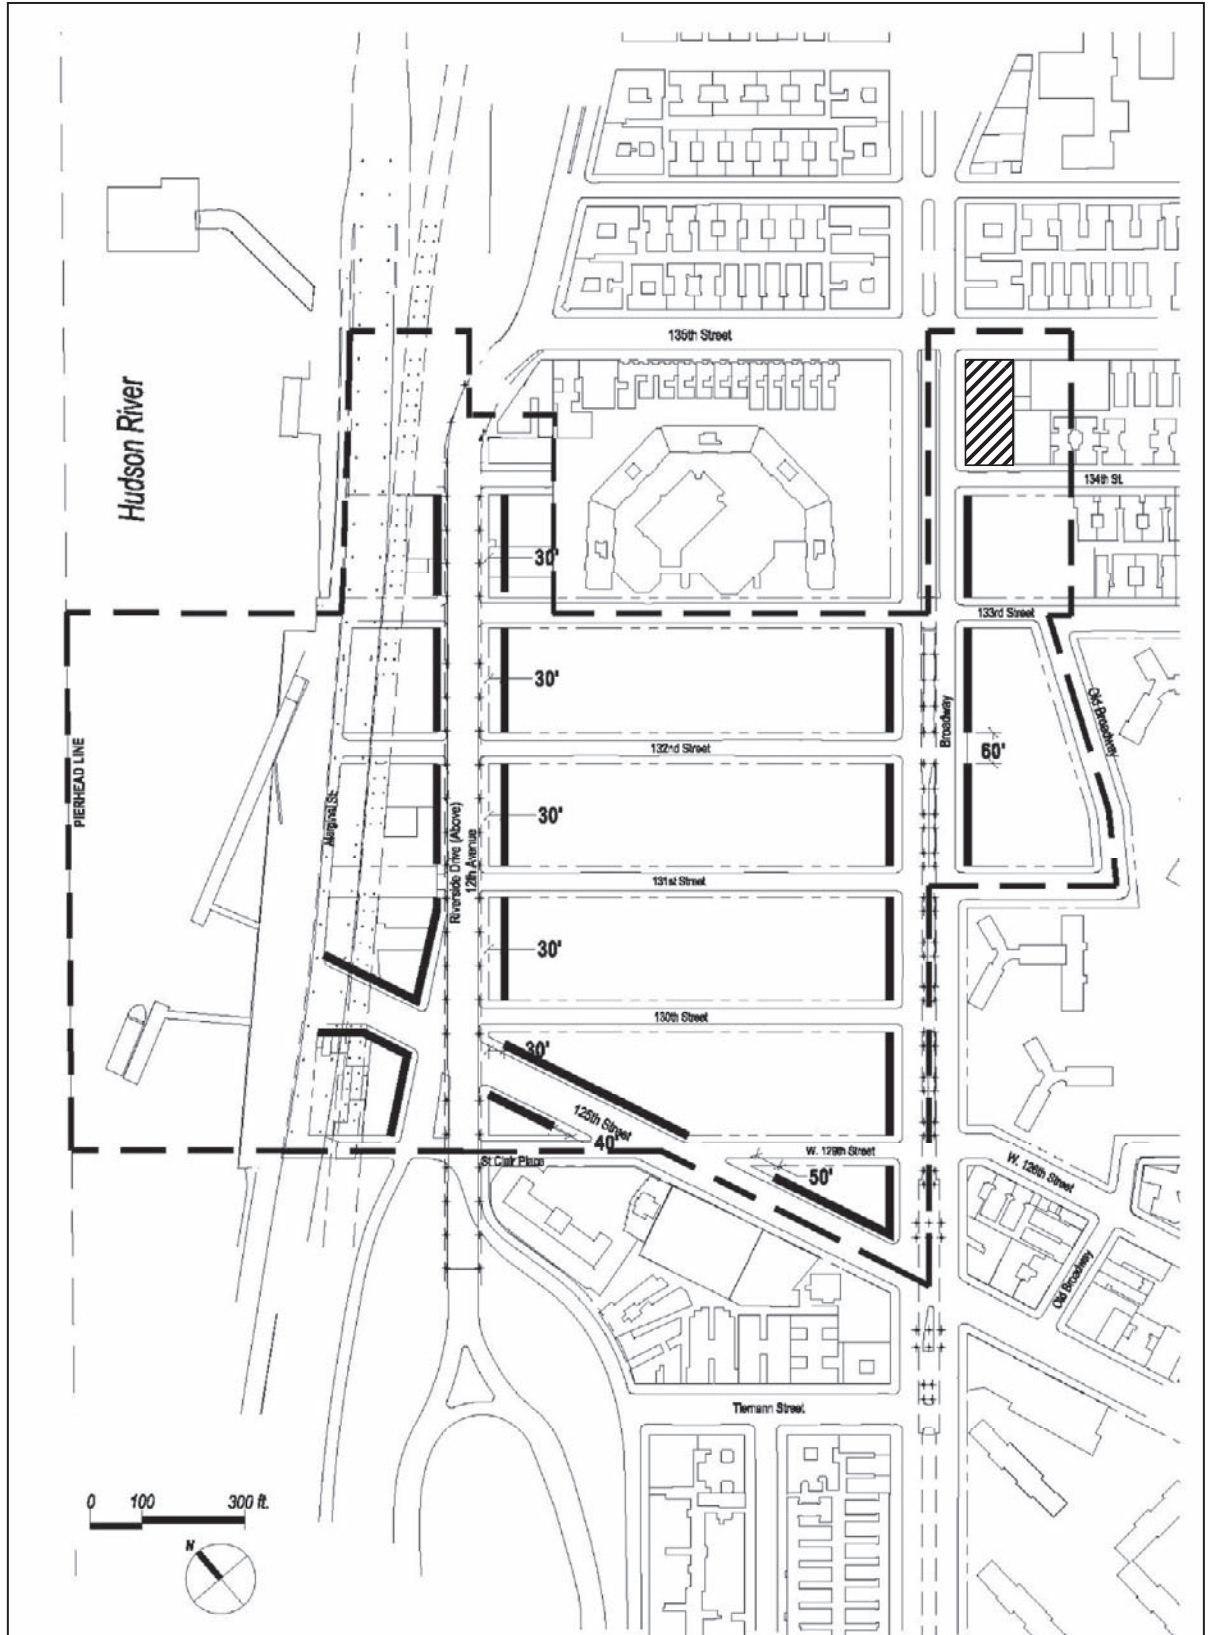 135th Street
Hudson River
134th St.
30'
133rd Street
30'
Old Broadway
Broadway
132nd Street
60'
PIERHEAD LINE
Marginal St.
30'
Riverside Drive (Above)
12th Avenue
131st Street
30'
130th Street
30'
125th Street
40'
W. 129th Street
St Clair Place
50'
W. 126th Street
Old Broadway
Tiemann Street
0 100 300 ft.
N